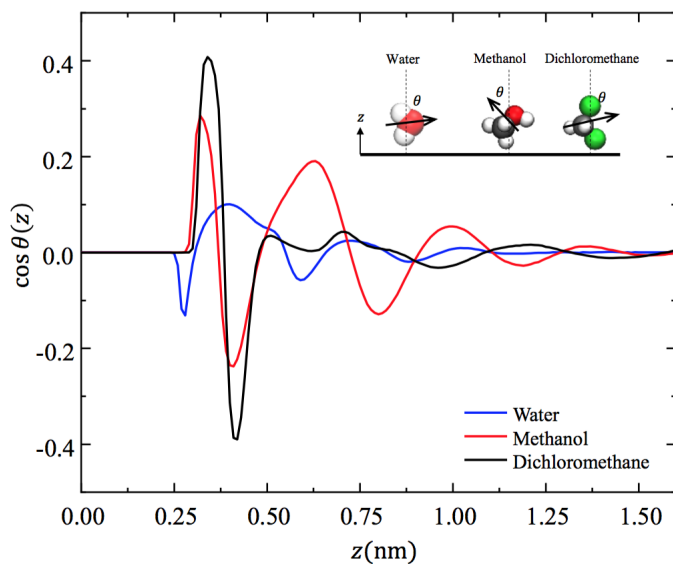 Water Methanol Dichloromethane
θ θ θ
z
0.4
0.2
0.0
-0.2
-0.4
cos θ(z)
Water
Methanol
Dichloromethane
0.00 0.25 0.50 0.75 1.00 1.25 1.50
z(nm)